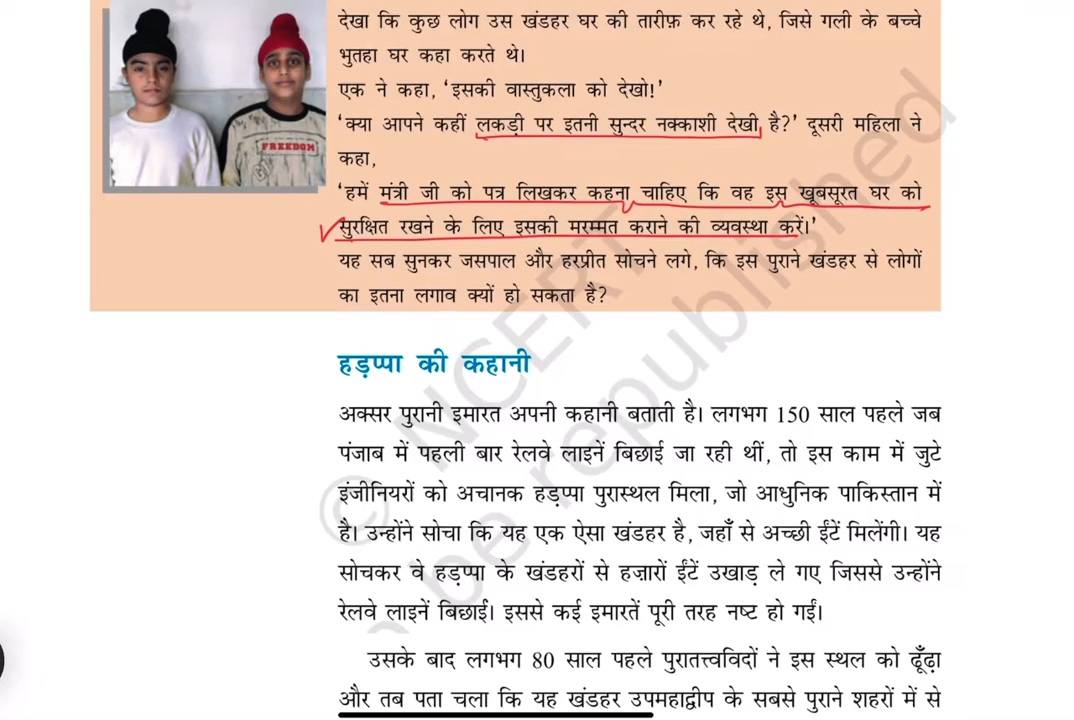 देखा कि कुछ लोग उस खंडहर घर की तारीफ़ कर रहे थे, जिसे गली के बच्चे
भुतहा घर कहा करते थे।
एक ने कहा, ‘इसकी वास्तुकला को देखो!’
‘क्या आपने कहीं लकड़ी पर इतनी सुन्दर नक्काशी देखी है?’ दूसरी महिला ने
कहा,
‘हमें मंत्री जी को पत्र लिखकर कहना चाहिए कि वह इस खूबसूरत घर को
सुरक्षित रखने के लिए इसकी मरम्मत कराने की व्यवस्था करें।’
यह सब सुनकर जसपाल और हरप्रीत सोचने लगे, कि इस पुराने खंडहर से लोगों
का इतना लगाव क्यों हो सकता है?
FREEDOM
हड़प्पा की कहानी
अक्सर पुरानी इमारत अपनी कहानी बताती है। लगभग 150 साल पहले जब
पंजाब में पहली बार रेलवे लाइनें बिछाई जा रही थीं, तो इस काम में जुटे
इंजीनियरों को अचानक हड़प्पा पुरास्थल मिला, जो आधुनिक पाकिस्तान में
है। उन्होंने सोचा कि यह एक ऐसा खंडहर है, जहाँ से अच्छी ईंटें मिलेंगी। यह
सोचकर वे हड़प्पा के खंडहरों से हज़ारों ईंटें उखाड़ ले गए जिससे उन्होंने
रेलवे लाइनें बिछाईं। इससे कई इमारतें पूरी तरह नष्ट हो गईं।
उसके बाद लगभग 80 साल पहले पुरातत्त्वविदों ने इस स्थल को ढूँढ़ा
और तब पता चला कि यह खंडहर उपमहाद्वीप के सबसे पुराने शहरों में से
© NCERT
be republished